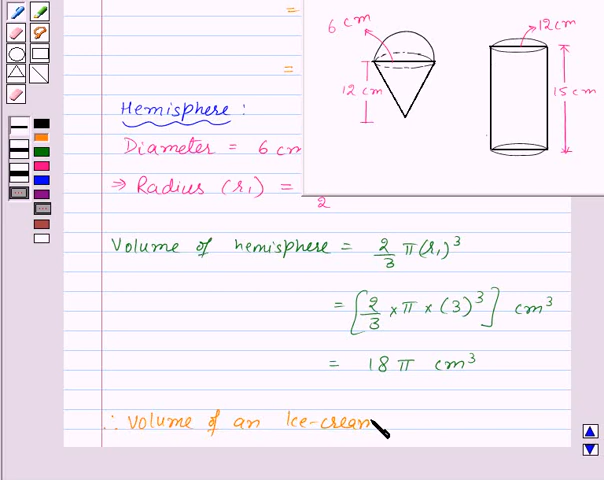 =
=
6 cm
12 cm
12 cm
15 cm
Hemisphere :
Diameter = 6 cm
⇒ Radius (r₁) =
2
Volume of hemisphere = 2/3 π(r₁)³
= [2/3 × π × (3)³] cm³
= 18 π cm³
∴ Volume of an Ice-cream